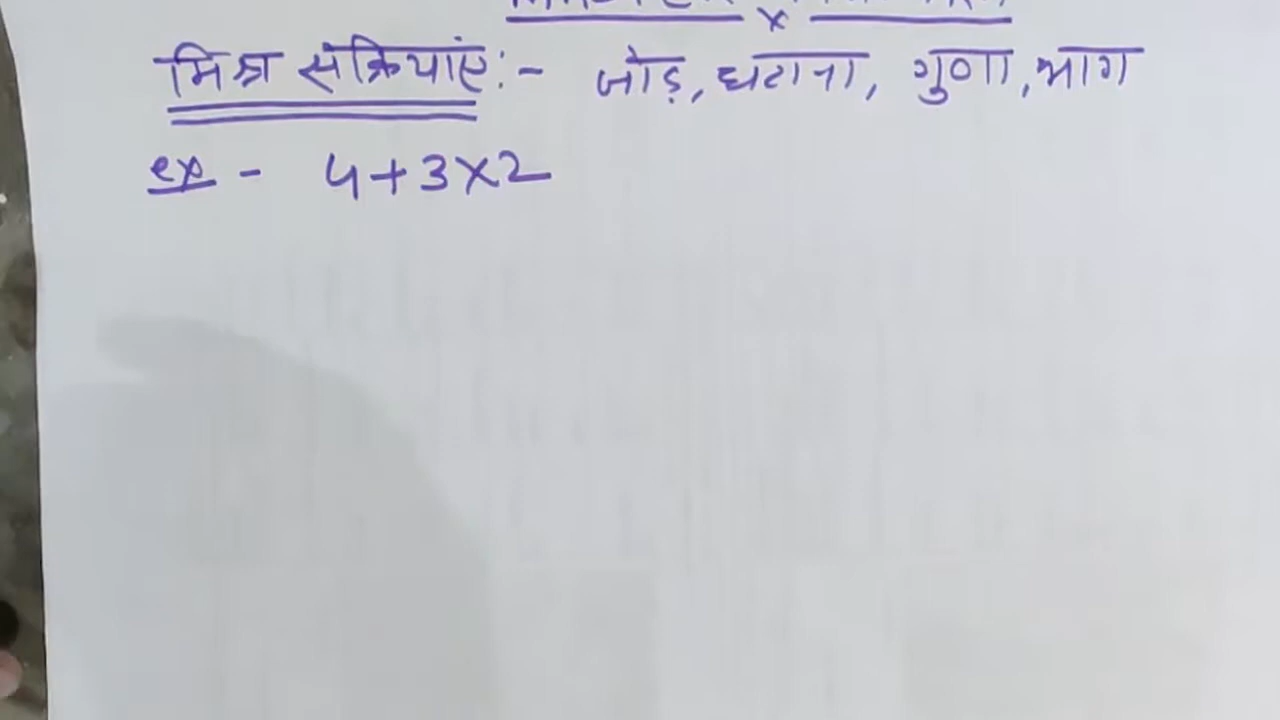 मिश्र संक्रियाएं:- जोड़, घटाना, गुणा, भाग
ex - 4+3×2